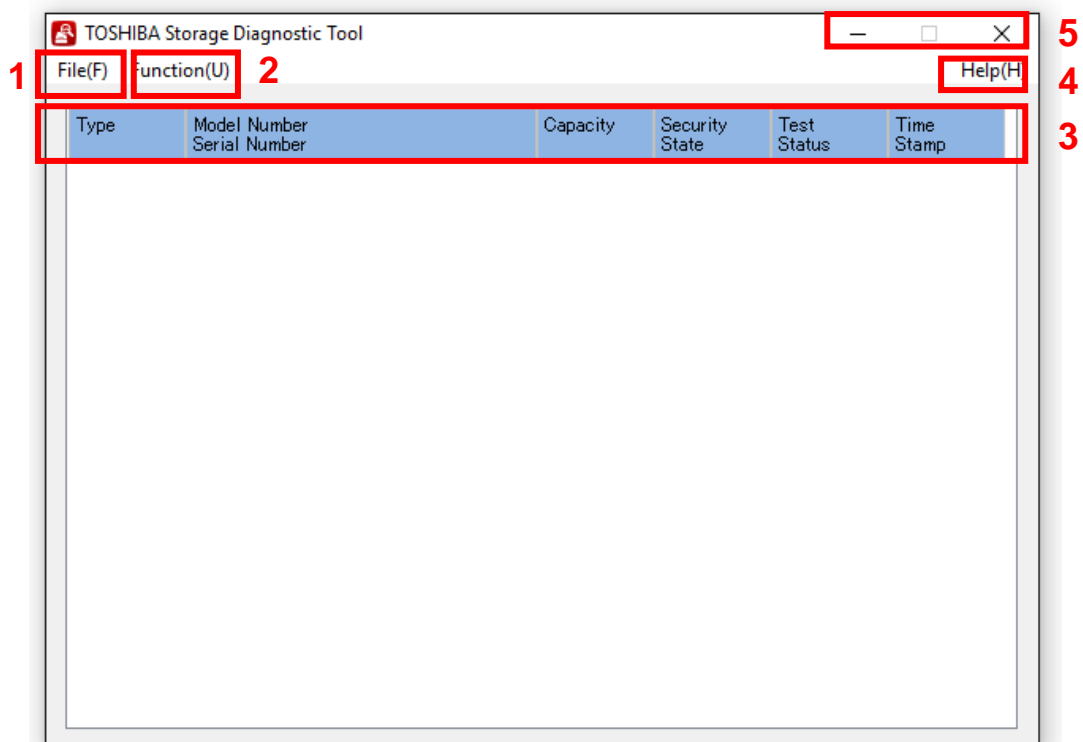 TOSHIBA Storage Diagnostic Tool
5
1
File(F)
Function(U)
2
Help(H)
4
Type
Model Number
Serial Number
Capacity
Security
State
Test
Status
Time
Stamp
3